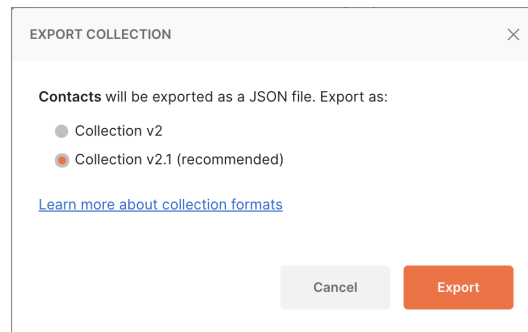 EXPORT COLLECTION
Contacts will be exported as a JSON file. Export as:
Collection v2
Collection v2.1 (recommended)
Learn more about collection formats
Cancel
Export